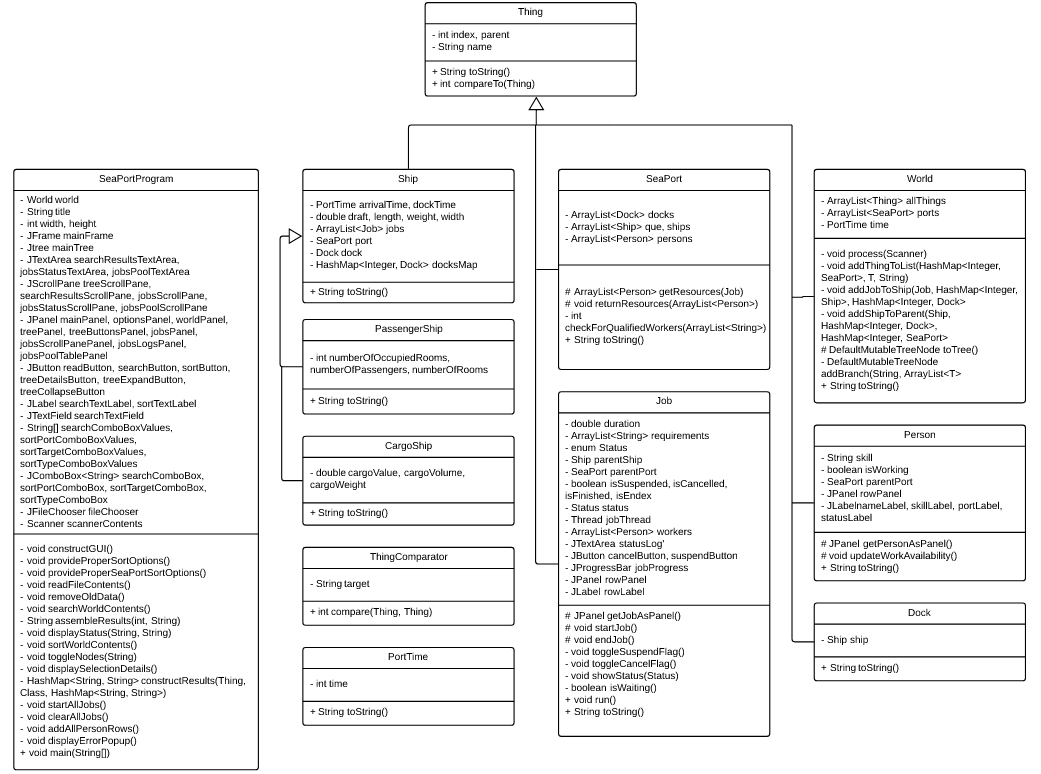 Thing
- int index, parent
- String name
+ String toString()
+ int compareTo(Thing)
SeaPortProgram
- World world
- String title
- int width, height
- JFrame mainFrame
- Jtree mainTree
- JTextArea searchResultsTextArea,
jobsStatusTextArea, jobsPoolTextArea
- JScrollPane treeScrollPane,
searchResultsScrollPane, jobsScrollPane,
jobsStatusScrollPane, jobsPoolScrollPane
- JPanel mainPanel, optionsPanel, worldPanel,
treePanel, treeButtonsPanel, jobsPanel,
jobsScrollPanePanel, jobsLogsPanel,
jobsPoolTablePanel
- JButton readButton, searchButton, sortButton,
treeDetailsButton, treeExpandButton,
treeCollapseButton
- JLabel searchTextLabel, sortTextLabel
- JTextField searchTextField
- String[] searchComboBoxValues,
sortPortComboBoxValues,
sortTargetComboBoxValues,
sortTypeComboBoxValues
- JComboBox<String> searchComboBox,
sortPortComboBox, sortTargetComboBox,
sortTypeComboBox
- JFileChooser fileChooser
- Scanner scannerContents
- void constructGUI()
- void provideProperSortOptions()
- void provideProperSeaPortSortOptions()
- void readFileContents()
- void removeOldData()
- void searchWorldContents()
- String assembleResults(int, String)
- void displayStatus(String, String)
- void sortWorldContents()
- void toggleNodes(String)
- void displaySelectionDetails()
- HashMap<String, String> constructResults(Thing,
Class, HashMap<String, String>)
- void startAllJobs()
- void clearAllJobs()
- void addAllPersonRows()
- void displayErrorPopup()
+ void main(String[])
Ship
- PortTime arrivalTime, dockTime
- double draft, length, weight, width
- ArrayList<Job> jobs
- SeaPort port
- Dock dock
- HashMap<Integer, Dock> docksMap
+ String toString()
PassengerShip
- int numberOfOccupiedRooms,
numberOfPassengers, numberOfRooms
+ String toString()
CargoShip
- double cargoValue, cargoVolume,
cargoWeight
+ String toString()
ThingComparator
- String target
+ int compare(Thing, Thing)
PortTime
- int time
+ String toString()
SeaPort
- ArrayList<Dock> docks
- ArrayList<Ship> que, ships
- ArrayList<Person> persons
# ArrayList<Person> getResources(Job)
# void returnResources(ArrayList<Person>)
- int
checkForQualifiedWorkers(ArrayList<String>)
+ String toString()
Job
- double duration
- ArrayList<String> requirements
- enum Status
- Ship parentShip
- SeaPort parentPort
- boolean isSuspended, isCancelled,
isFinished, isEndex
- Status status
- Thread jobThread
- ArrayList<Person> workers
- JTextArea statusLog'
- JButton cancelButton, suspendButton
- JProgressBar jobProgress
- JPanel rowPanel
- JLabel rowLabel
# JPanel getJobAsPanel()
# void startJob()
# void endJob()
- void toggleSuspendFlag()
- void toggleCancelFlag()
- void showStatus(Status)
- boolean isWaiting()
+ void run()
+ String toString()
World
- ArrayList<Thing> allThings
- ArrayList<SeaPort> ports
- PortTime time
- void process(Scanner)
- void addThingToList(HashMap<Integer,
SeaPort>, T, String)
- void addJobToShip(Job, HashMap<Integer,
Ship>, HashMap<Integer, Dock>
- void addShipToParent(Ship,
HashMap<Integer, Dock>,
HashMap<Integer, SeaPort>
# DefaultMutableTreeNode toTree()
- DefaultMutableTreeNode
addBranch(String, ArrayList<T>
+ String toString()
Person
- String skill
- boolean isWorking
- SeaPort parentPort
- JPanel rowPanel
- JLabelnameLabel, skillLabel, portLabel,
statusLabel
# JPanel getPersonAsPanel()
# void updateWorkAvailability()
+ String toString()
Dock
- Ship ship
+ String toString()